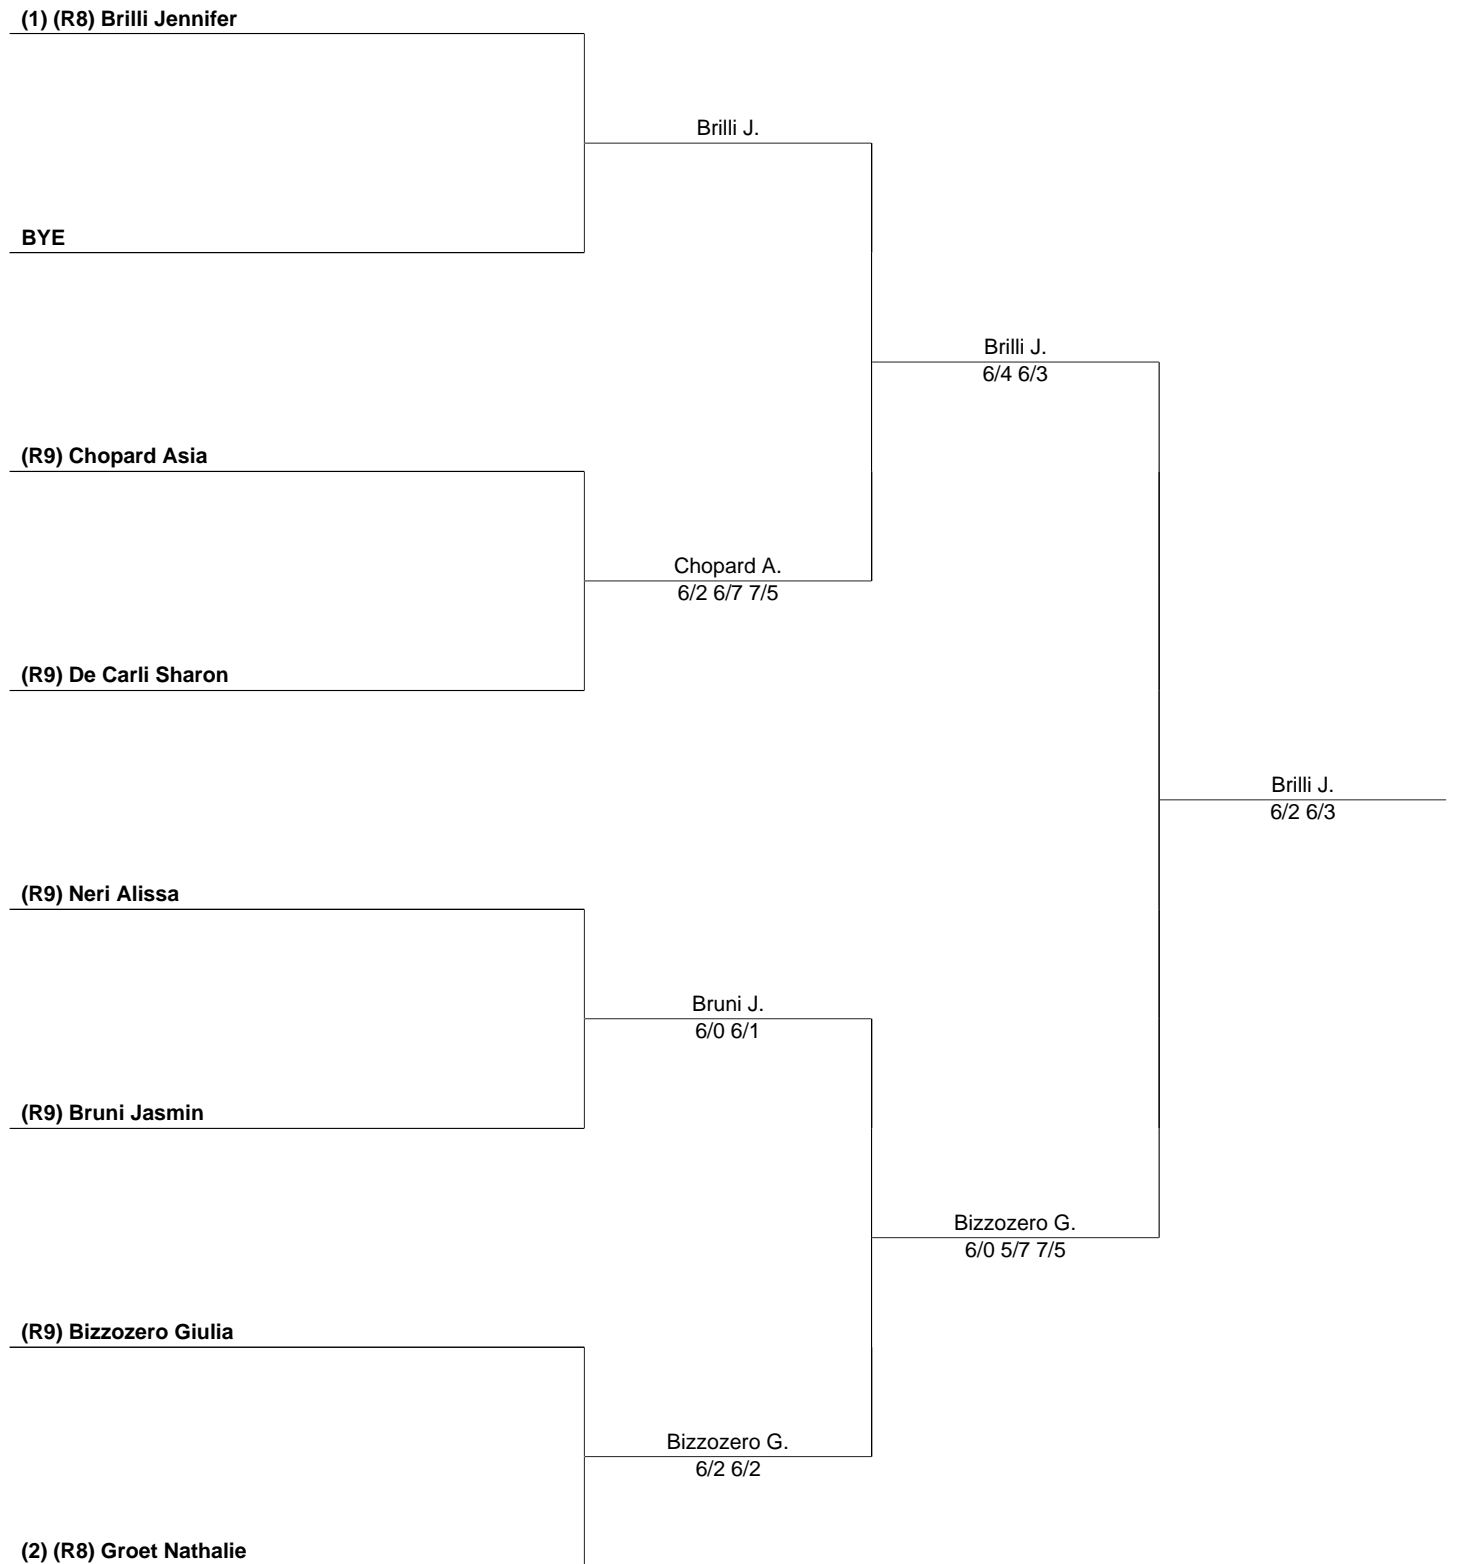 (1) (R8) Brilli Jennifer
Brilli J.
BYE
Brilli J.
6/4 6/3
(R9) Chopard Asia
Chopard A.
6/2 6/7 7/5
(R9) De Carli Sharon
Brilli J.
6/2 6/3
(R9) Neri Alissa
Bruni J.
6/0 6/1
(R9) Bruni Jasmin
Bizzozero G.
6/0 5/7 7/5
(R9) Bizzozero Giulia
Bizzozero G.
6/2 6/2
(2) (R8) Groet Nathalie